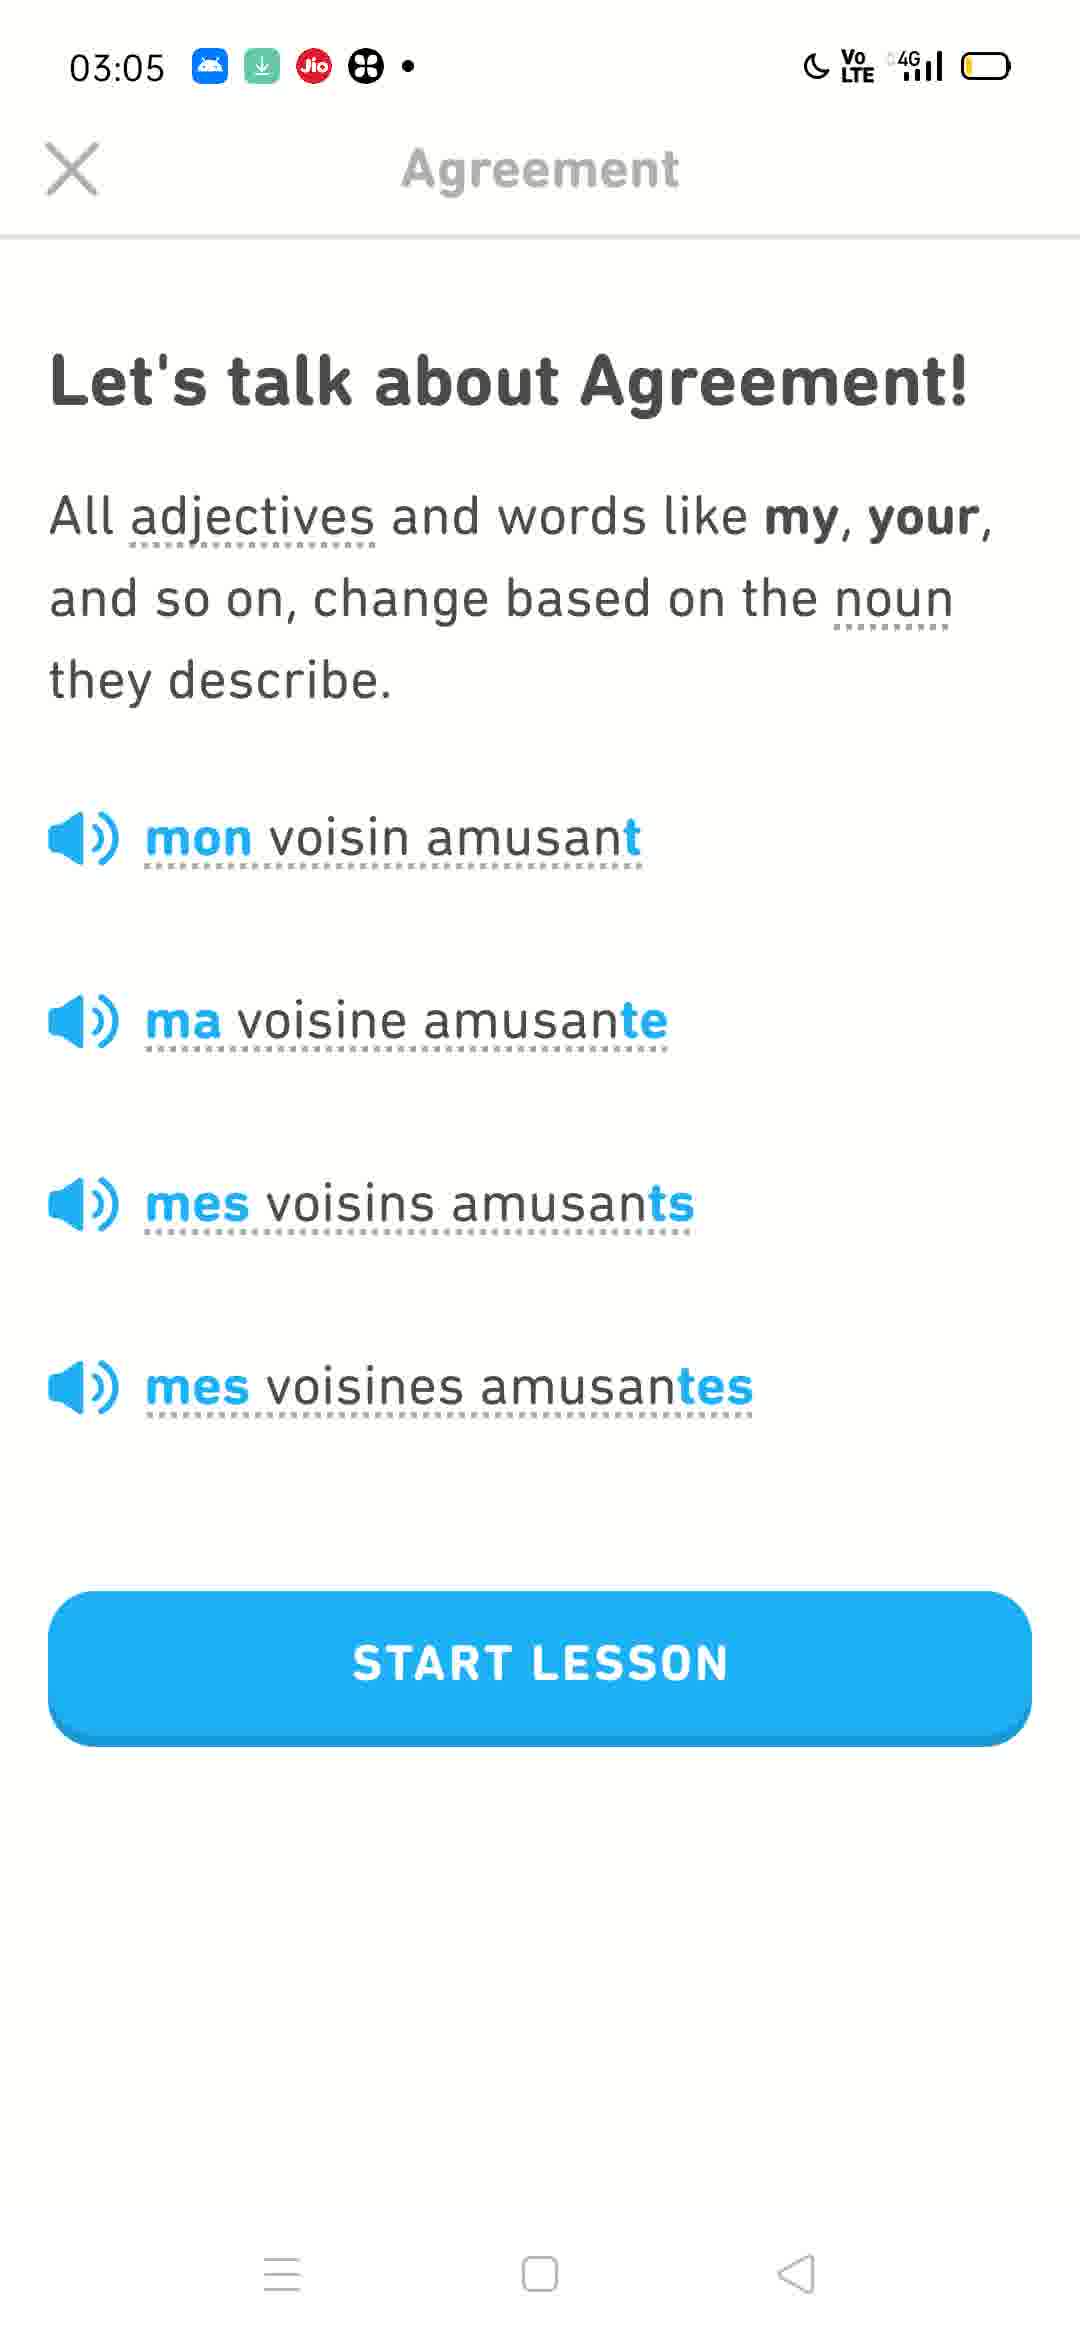 03:05 Jio Vo LTE 4G
Agreement
Let's talk about Agreement!
All adjectives and words like my, your,
and so on, change based on the noun
they describe.
mon voisin amusant
ma voisine amusante
mes voisins amusants
mes voisines amusantes
START LESSON